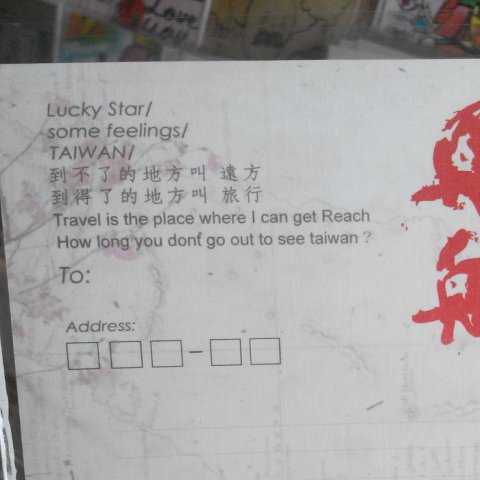 Love
you
Lucky Star/
some feelings/
TAIWAN/
到不了的地方叫 遠方
到得了的地方叫 旅行
Travel is the place where I can get Reach
How long you dont go out to see taiwan ?
To:
Address: